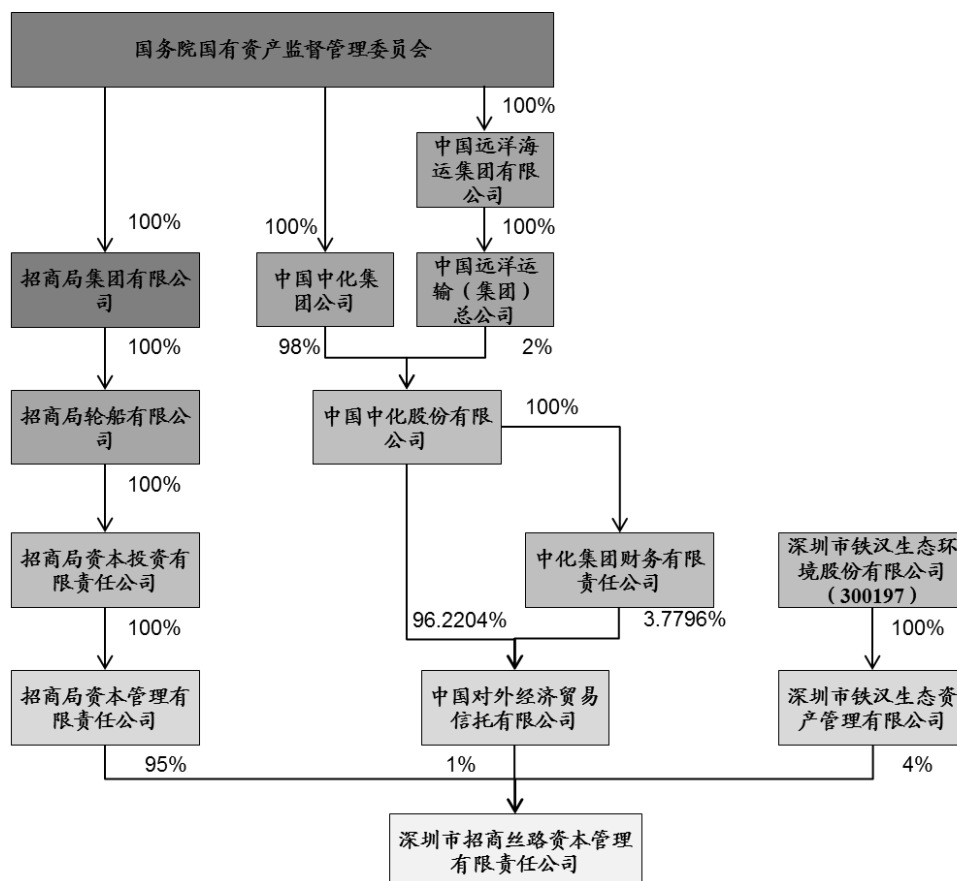 国务院国有资产监督管理委员会
100%
中国远洋海
运集团有限
公司
100%
100%
100%
招商局集团有限公
司
中国中化集
团公司
中国远洋运
输（集团）
总公司
100%
98%
2%
招商局轮船有限公
司
中国中化股份有限
公司
100%
100%
招商局资本投资有
限责任公司
中化集团财务有限
责任公司
深圳市铁汉生态环
境股份有限公司
（300197）
100%
96.2204%
3.7796%
100%
招商局资本管理有
限责任公司
中国对外经济贸易
信托有限公司
深圳市铁汉生态资
产管理有限公司
95%
1%
4%
深圳市招商丝路资本管理
有限责任公司